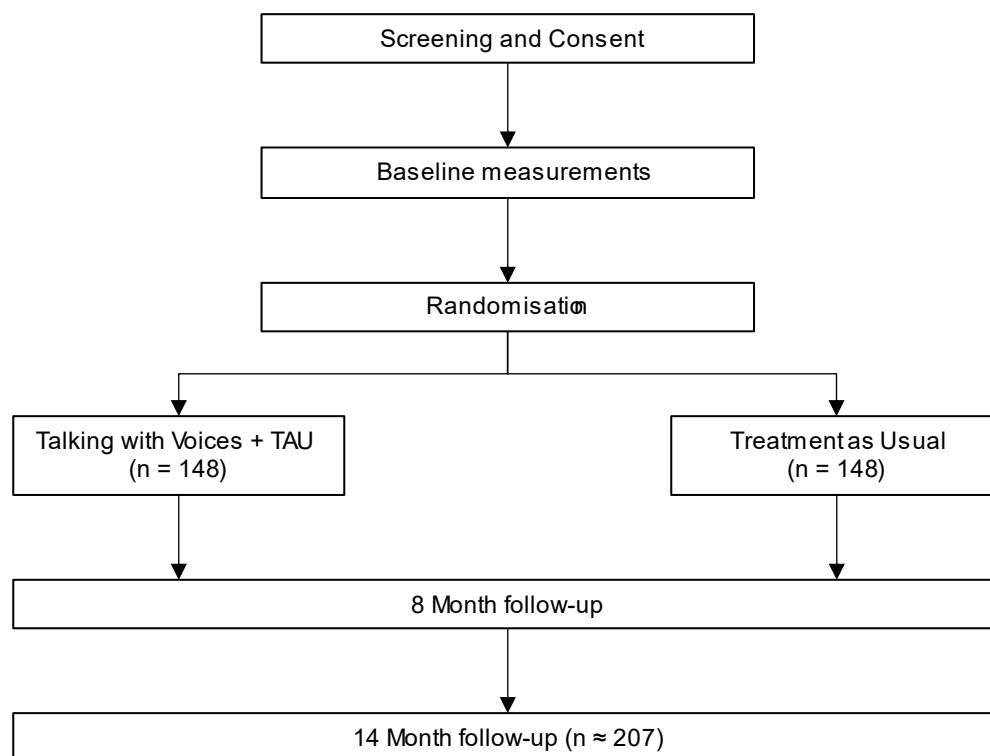 Screening and Consent
Baseline measurements
Randomisation
Talking with Voices + TAU
(n = 148)
Treatment as Usual
(n = 148)
8 Month follow-up
14 Month follow-up (n ≈ 207)